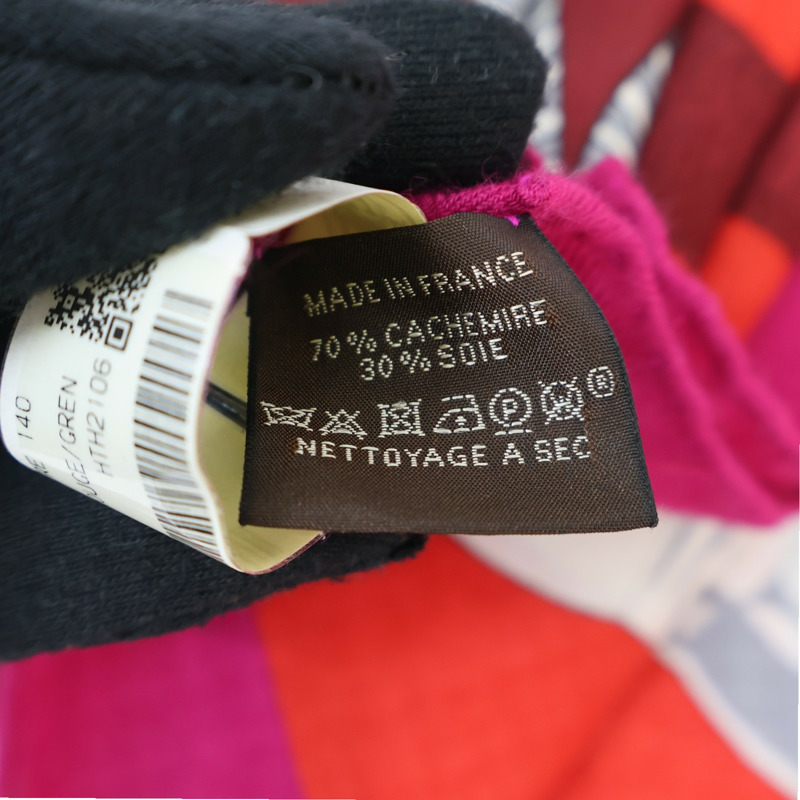 MADE IN FRANCE
70% CACHEMIRE
30% SOIE
P
®
NETTOYAGE A SEC
140
/GREN
HTH2106